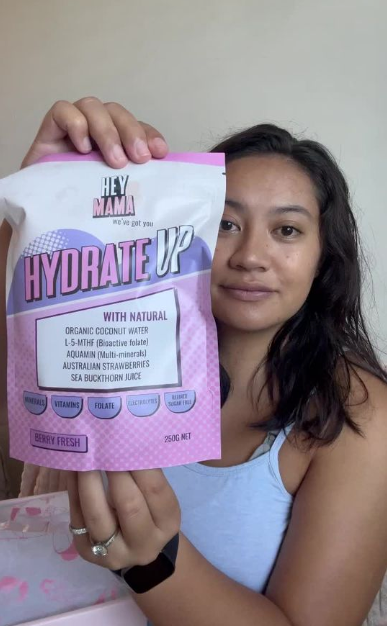 HEY
MAMA
we've got you
HYDRATE UP
WITH NATURAL
ORGANIC COCONUT WATER
L-5-MTHF (Bioactive folate)
AQUAMIN (Multi-minerals)
AUSTRALIAN STRAWBERRIES
SEA BUCKTHORN JUICE
MINERALS VITAMINS FOLATE ELECTROLYTES
BERRY FRESH 250G NET